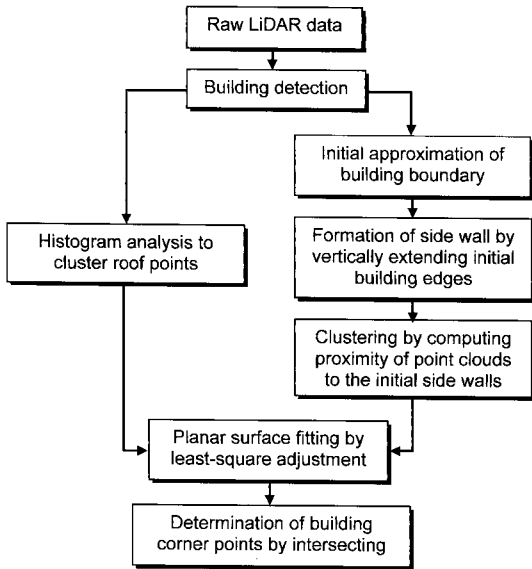 Raw LiDAR data
Building detection
Initial approximation of
building boundary
Histogram analysis to
cluster roof points
Formation of side wall by
vertically extending initial
building edges
Clustering by computing
proximity of point clouds
to the initial side walls
Planar surface fitting by
least-square adjustment
Determination of building
corner points by intersecting